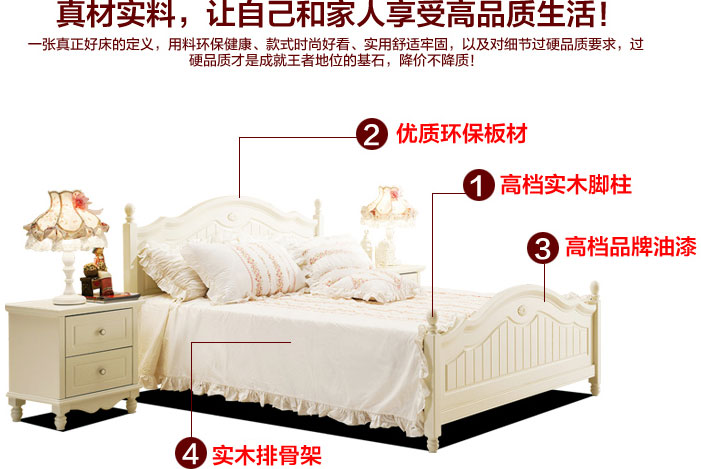 真材实料，让自己和家人享受高品质生活！
一张真正好床的定义，用料环保健康、款式时尚好看、实用舒适牢固，以及对细节过硬品质要求，过
硬品质才是成就王者地位的基石，降价不降质！
2 优质环保板材
1 高档实木脚柱
3 高档品牌油漆
4 实木排骨架